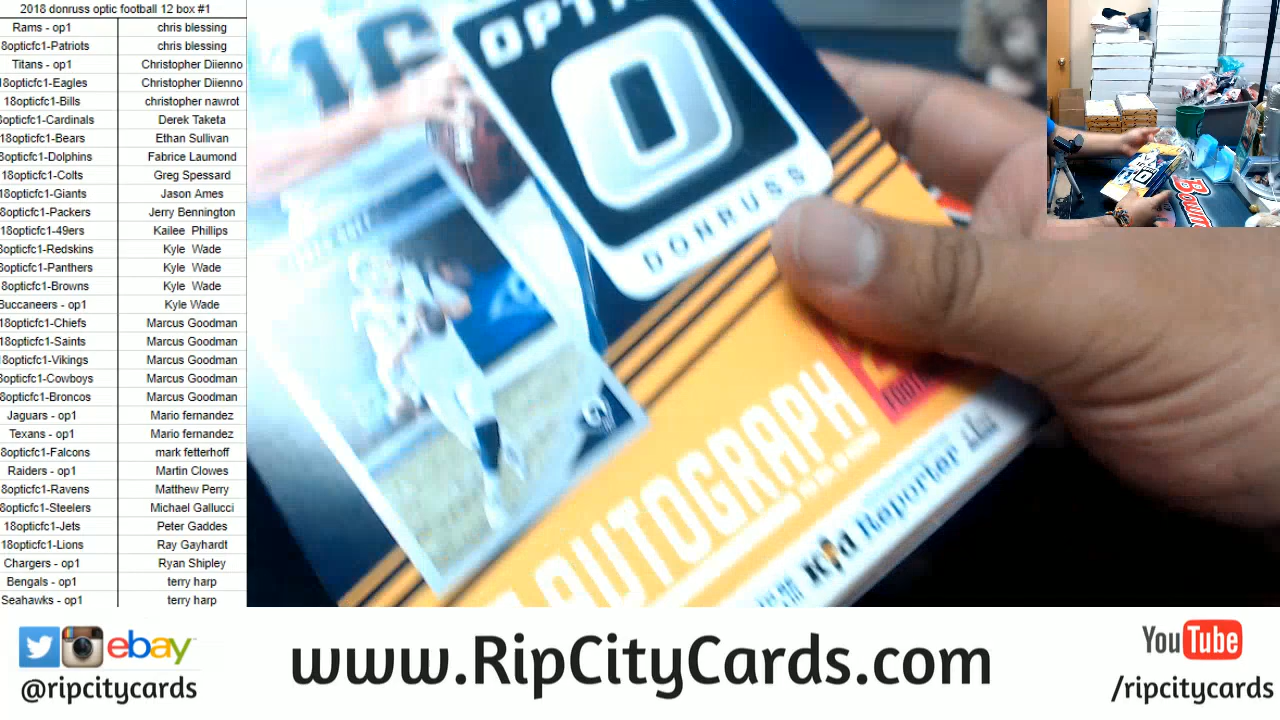 2018 donruss optic football 12 box #1
Rams - op1 chris blessing
8opticfc1-Patriots chris blessing
Titans - op1 Christopher Diienno
18opticfc1-Eagles Christopher Diienno
18opticfc1-Bills christopher nawrot
8opticfc1-Cardinals Derek Taketa
18opticfc1-Bears Ethan Sullivan
8opticfc1-Dolphins Fabrice Laumond
18opticfc1-Colts Greg Spessard
18opticfc1-Giants Jason Ames
8opticfc1-Packers Jerry Bennington
18opticfc1-49ers Kailee Phillips
8opticfc1-Redskins Kyle Wade
8opticfc1-Panthers Kyle Wade
8opticfc1-Browns Kyle Wade
Buccaneers - op1 Kyle Wade
18opticfc1-Chiefs Marcus Goodman
18opticfc1-Saints Marcus Goodman
18opticfc1-Vikings Marcus Goodman
8opticfc1-Cowboys Marcus Goodman
18opticfc1-Broncos Marcus Goodman
Jaguars - op1 Mario fernandez
Texans - op1 Mario fernandez
8opticfc1-Falcons mark fetterhoff
Raiders - op1 Martin Clowes
8opticfc1-Ravens Matthew Perry
8opticfc1-Steelers Michael Gallucci
18opticfc1-Jets Peter Gaddes
18opticfc1-Lions Ray Gayhardt
Chargers - op1 Ryan Shipley
Bengals - op1 terry harp
Seahawks - op1 terry harp
16
OPTIC
DONRUSS
AUTOGRAPH
Kid Reporter
ebay
@ripcitycards
www.RipCityCards.com
YouTube
/ripcitycards